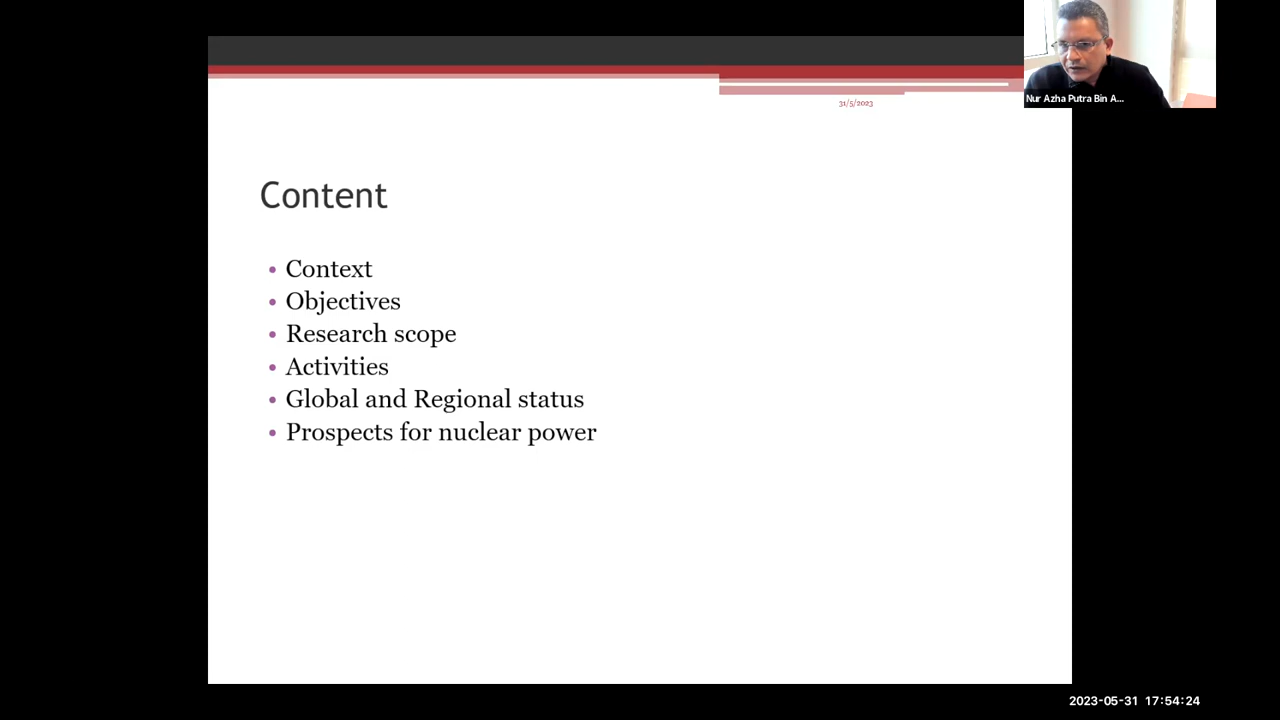 Nur Azha Putra Bin A...
31/5/2023
Content
• Context
• Objectives
• Research scope
• Activities
• Global and Regional status
• Prospects for nuclear power
2023-05-31 17:54:24